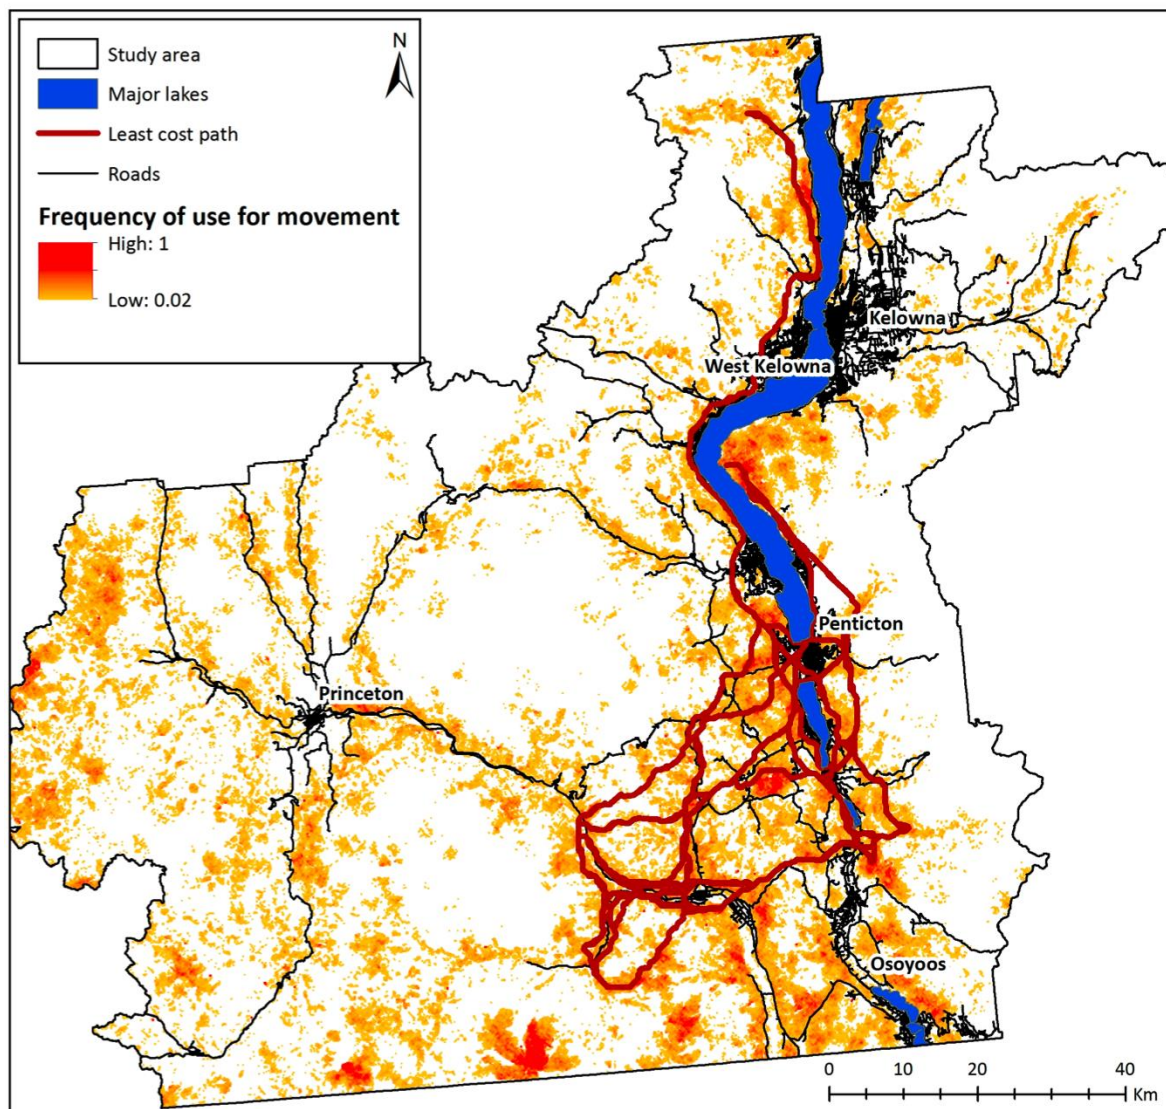 N
Study area
Major lakes
Least cost path
Roads
Frequency of use for movement
High: 1
Low: 0.02
Kelowna
West Kelowna
Penticton
Princeton
Osoyoos
0 10 20 40
Km